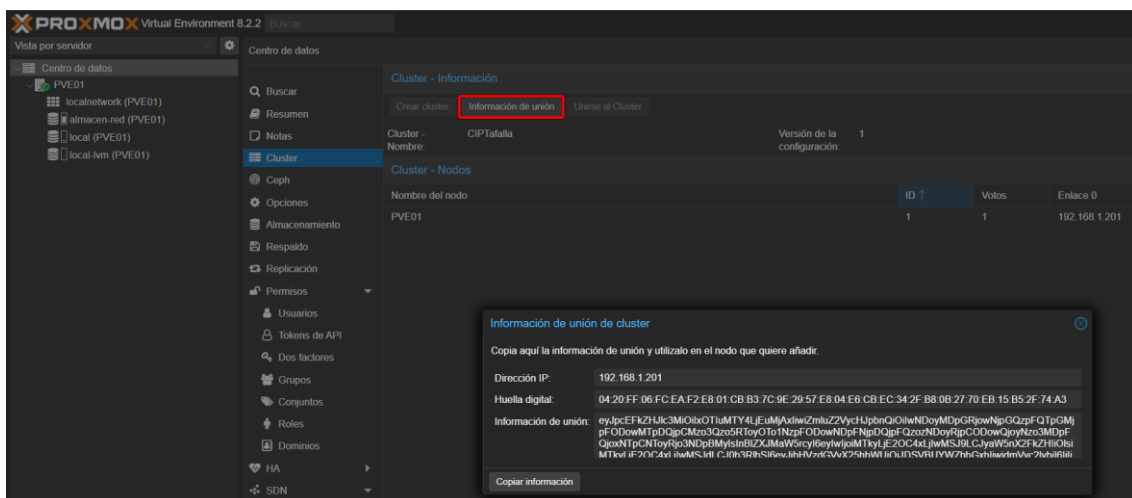 PROXMOX Virtual Environment 8.2.2 Buscar
Vista por servidor
Centro de datos
PVE01
localnetwork (PVE01)
almacen-red (PVE01)
local (PVE01)
local-lvm (PVE01)
Centro de datos
Buscar
Resumen
Notas
Cluster
Ceph
Opciones
Almacenamiento
Respaldo
Replicación
Permisos
Usuarios
Tokens de API
Dos factores
Grupos
Conjuntos
Roles
Dominios
HA
SDN
Cluster - Información
Crear cluster Información de unión Unirse al Cluster
Cluster - Nombre: CIPTafalla Versión de la configuración: 1
Cluster - Nodos
Nombre del nodo ID ↑ Votos Enlace 0
PVE01 1 1 192.168.1.201
Información de unión de cluster
Copia aquí la información de unión y utilizalo en el nodo que quiere añadir.
Dirección IP: 192.168.1.201
Huella digital: 04:20:FF:06:FC:EA:F2:E8:01:CB:B3:7C:9E:29:57:E8:04:E6:CB:EC:34:2F:B8:0B:27:70:EB:15:B5:2F:74:A3
Información de unión:
Copiar información